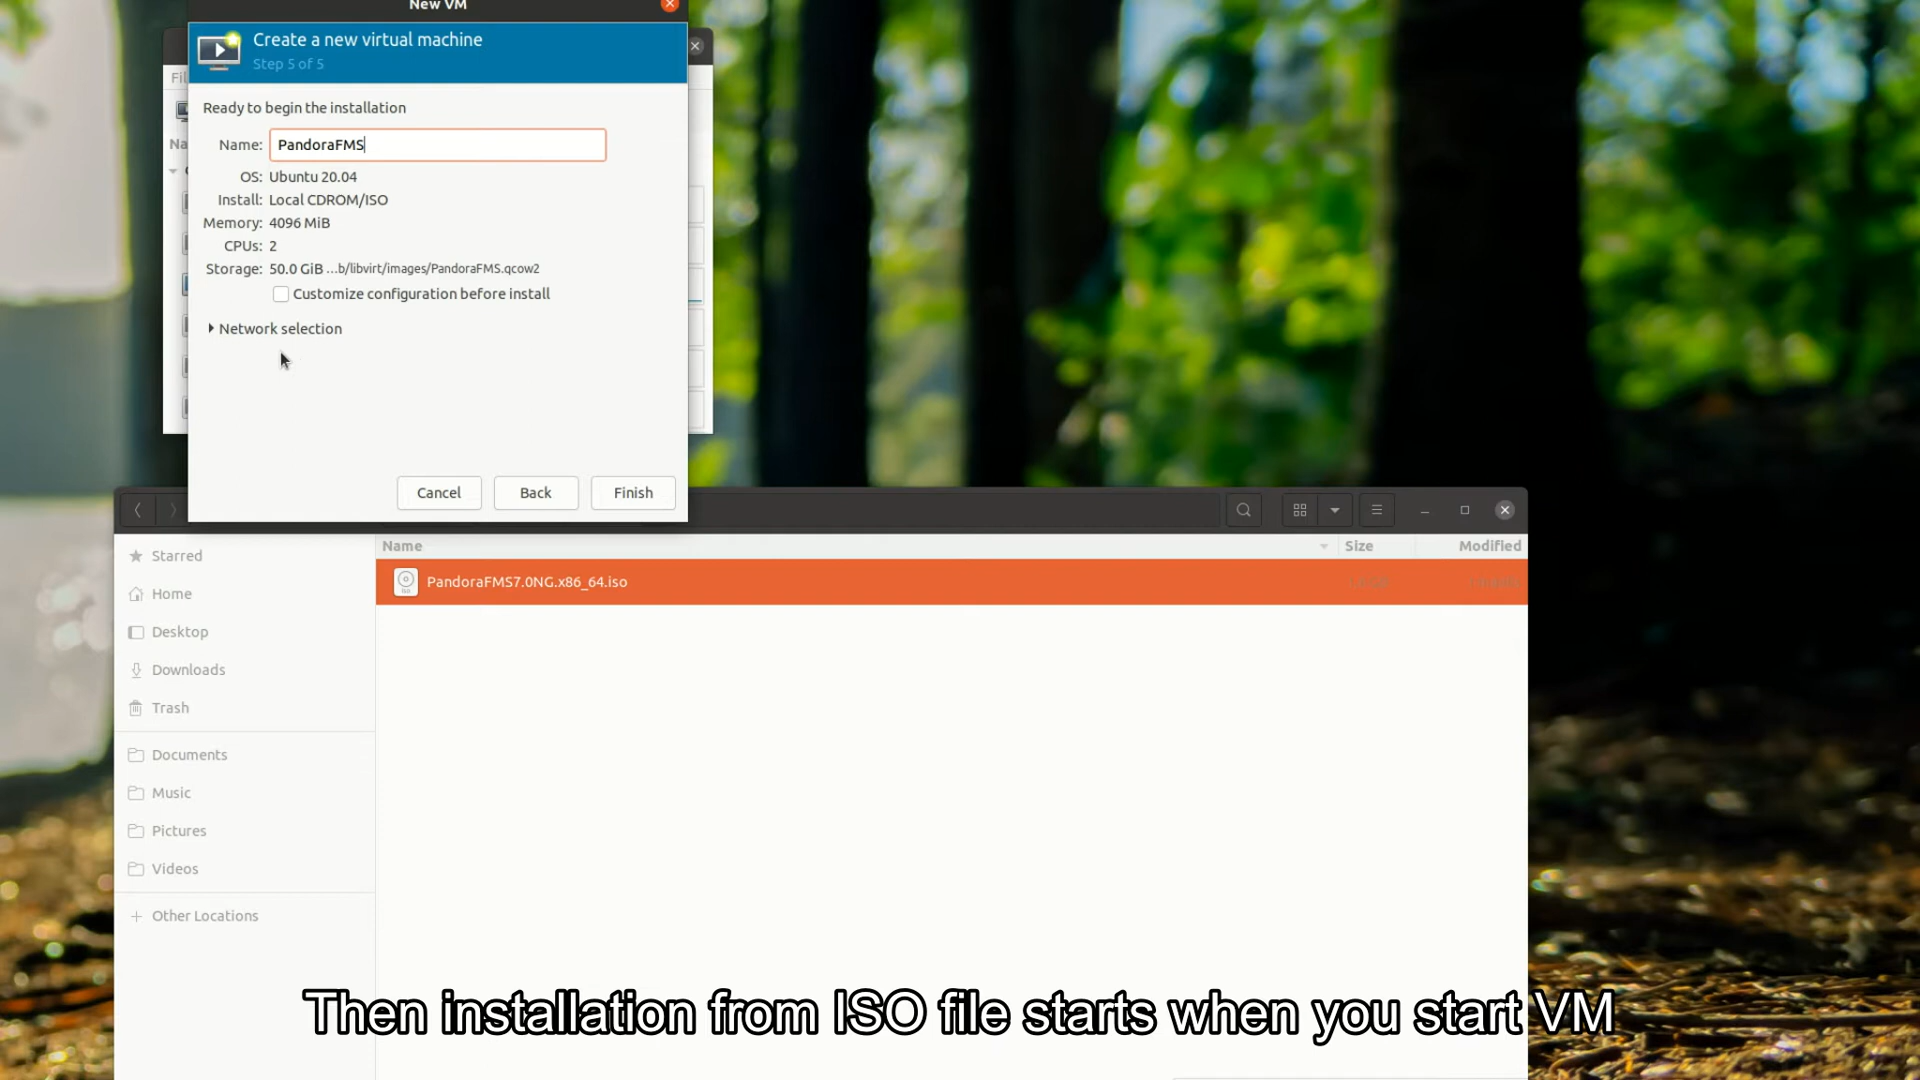 New VM
Create a new virtual machine
Step 5 of 5
Fil
Ready to begin the installation
Na
Name: PandoraFMS
OS: Ubuntu 20.04
Install: Local CDROM/ISO
Memory: 4096 MiB
CPUs: 2
Storage: 50.0 GiB ...b/libvirt/images/PandoraFMS.qcow2
Customize configuration before install
Network selection
Cancel Back Finish
Name Size Modified
Starred
PandoraFMS7.0NG.x86_64.iso
Home
Desktop
Downloads
Trash
Documents
Music
Pictures
Videos
Other Locations
Then installation from ISO file starts when you start VM